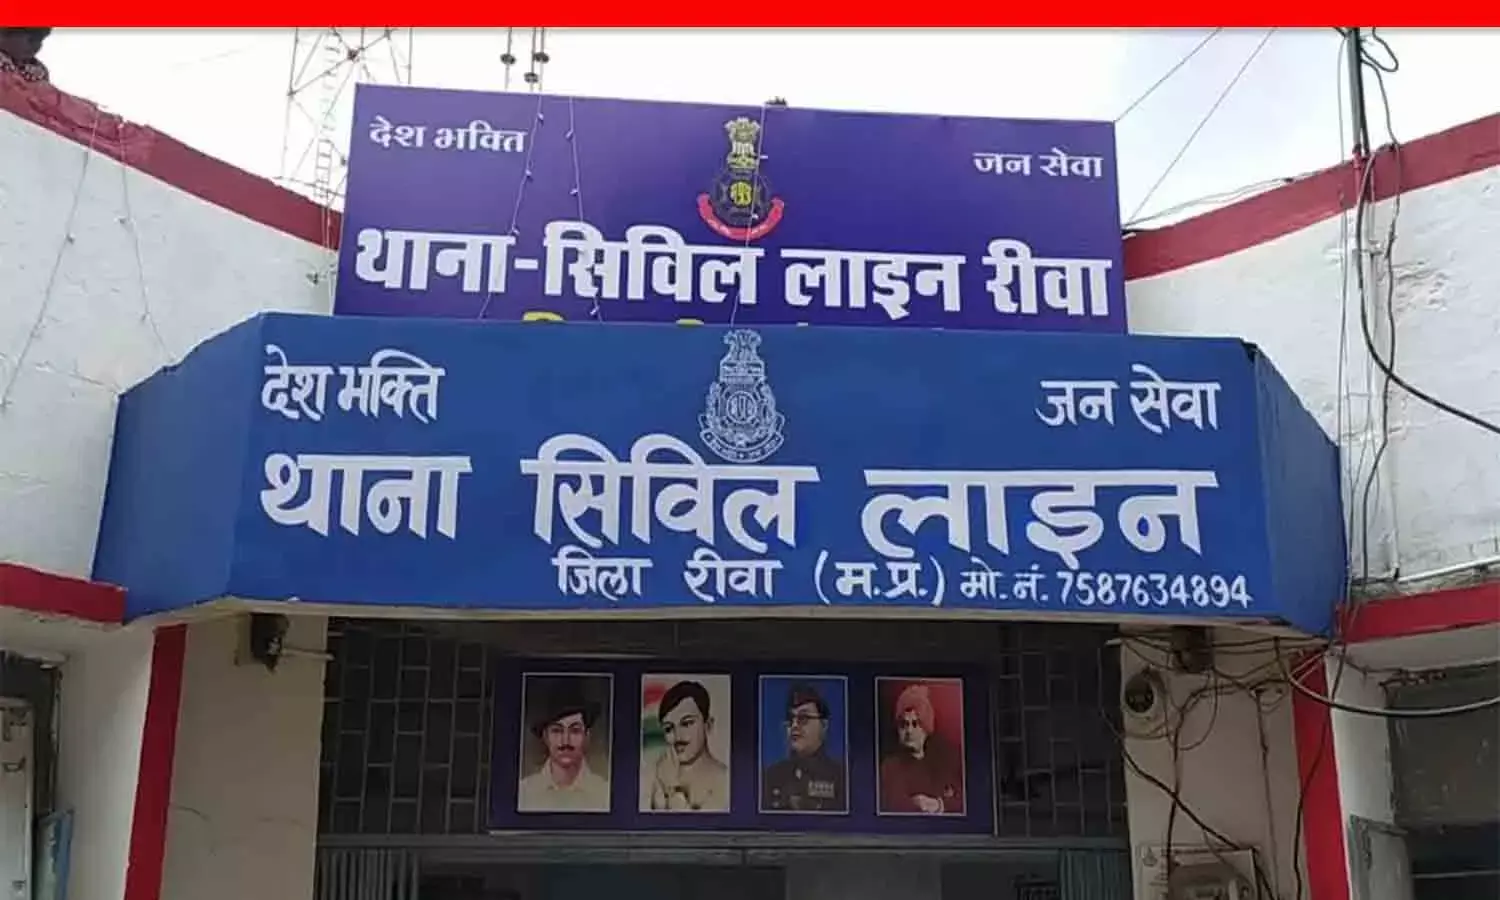 देश भक्ति
जन सेवा
थाना-सिविल लाइन रीवा
देश भक्ति
जन सेवा
थाना सिविल लाइन
जिला रीवा (म.प्र.) मो. नं. 7587634894